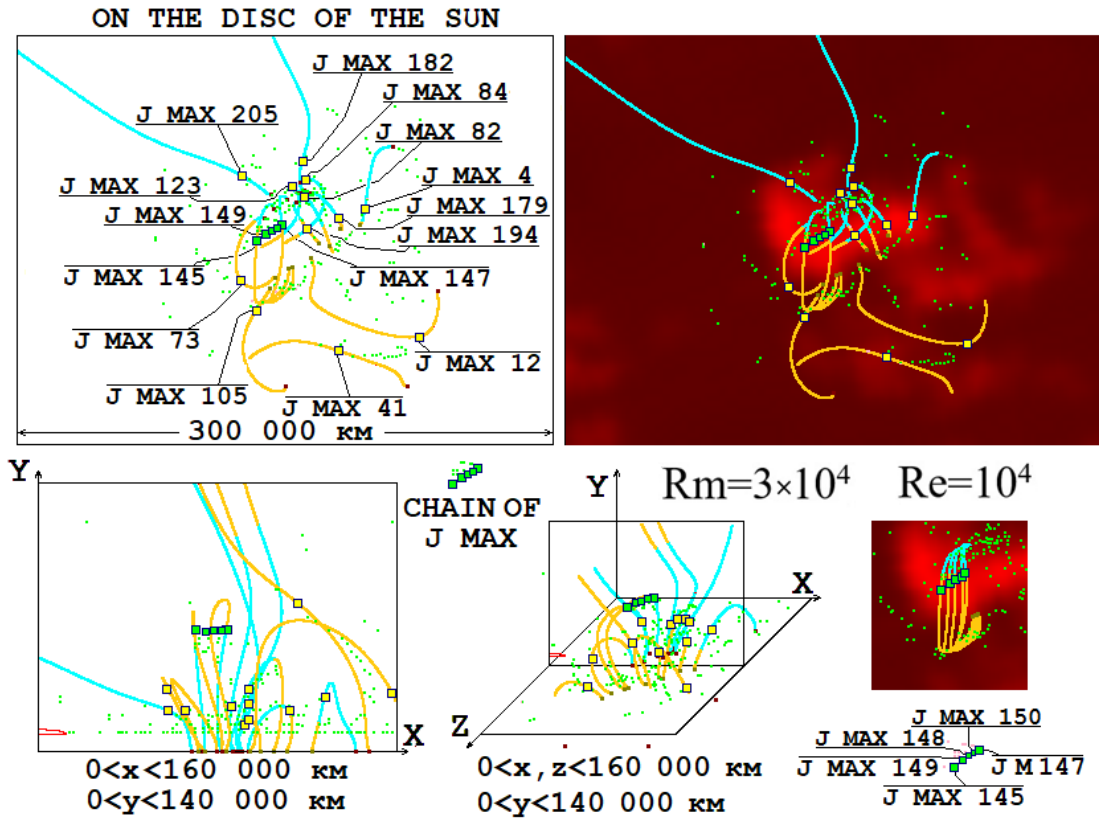 ON THE DISC OF THE SUN
J MAX 182
J MAX 84
J MAX 205
J MAX 82
J MAX 123
J MAX 4
J MAX 149
J MAX 179
J MAX 194
J MAX 145
J MAX 147
J MAX 73
J MAX 12
J MAX 105
J MAX 41
300 000 км
Y
CHAIN OF
J MAX
X
0<x<160 000 км
0<y<140 000 км
Y
X
Z
0<x,z<160 000 км
0<y<140 000 км
Rm=3×10⁴
Re=10⁴
J MAX 150
J MAX 148
J MAX 149
J M 147
J MAX 145